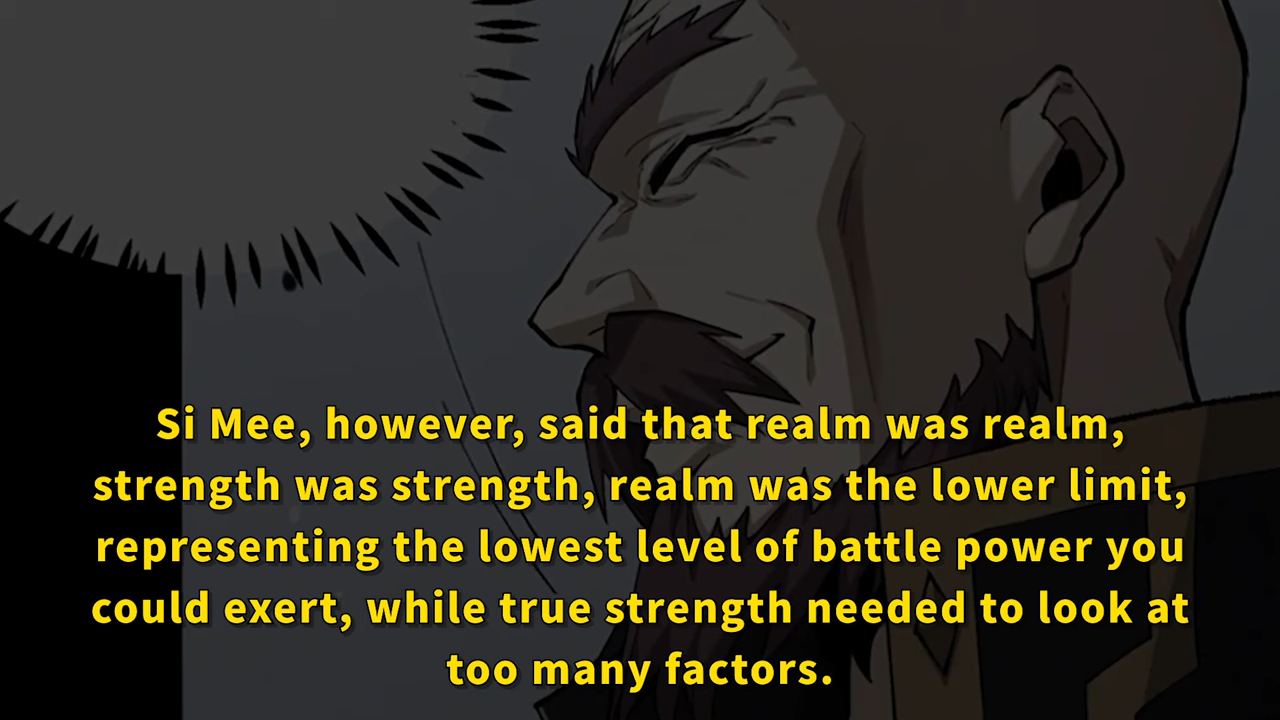 Si Mee, however, said that realm was realm,
strength was strength, realm was the lower limit,
representing the lowest level of battle power you
could exert, while true strength needed to look at
too many factors.